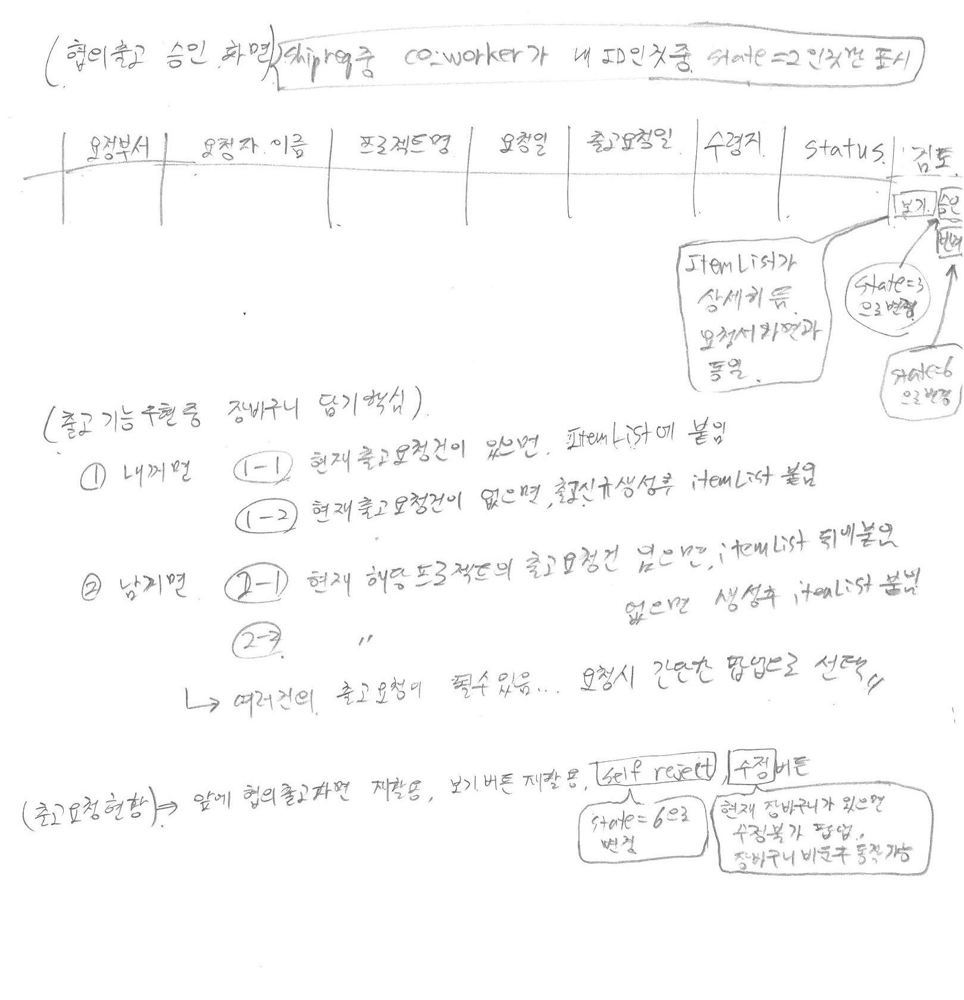 (협의출고 승인 화면) shipreq중 co-worker가 내 ID인것중 state=2인것만 표시
요청부서 요청자 이름 프로젝트명 요청일 출고요청일 수령지 status 검토
보기 승인
반려
ItemList가
상세히 뜸.
요청서화면과
동일.
state=3
으로 변경
state=6
으로 변경
(출고 기능구현중 장바구니 담기 핵심)
① 내꺼면 1-1 현재 출고요청건이 있으면. ItemList에 붙임
1-2 현재 출고요청건이 없으면, 출고신규생성후 itemList 붙임
② 남꺼면 2-1 현재 해당프로젝트의 출고요청건 있으면, itemList 뒤에붙임
없으면 생성후 itemList 붙임
2-2 〃
↳ 여러건의 출고요청이 될수있음... 요청시 간단한 팝업으로 선택〃
(출고요청현황) ⇒ 앞에 협의출고화면 재활용, 보기버튼 재활용, self reject, 수정버튼
state=6으로
변경
현재 장바구니가 있으면
수정불가 팝업.
장바구니 비운후 동작가능